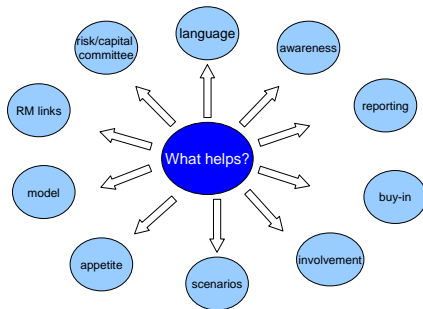 language
risk/capital
committee
awareness
RM links
reporting
What helps?
model
buy-in
appetite
involvement
scenarios